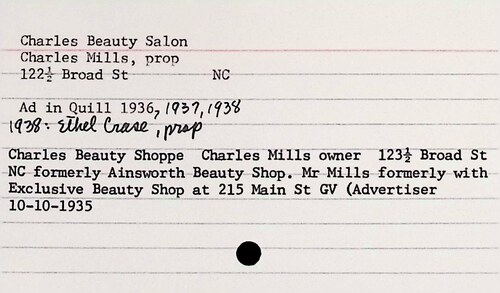 Charles Beauty Salon
Charles Mills, prop
122½ Broad St NC
Ad in Quill 1936, 1937, 1938
1938: Ethel Crase, prop
Charles Beauty Shoppe Charles Mills owner 123½ Broad St
NC formerly Ainsworth Beauty Shop. Mr Mills formerly with
Exclusive Beauty Shop at 215 Main St GV (Advertiser
10-10-1935